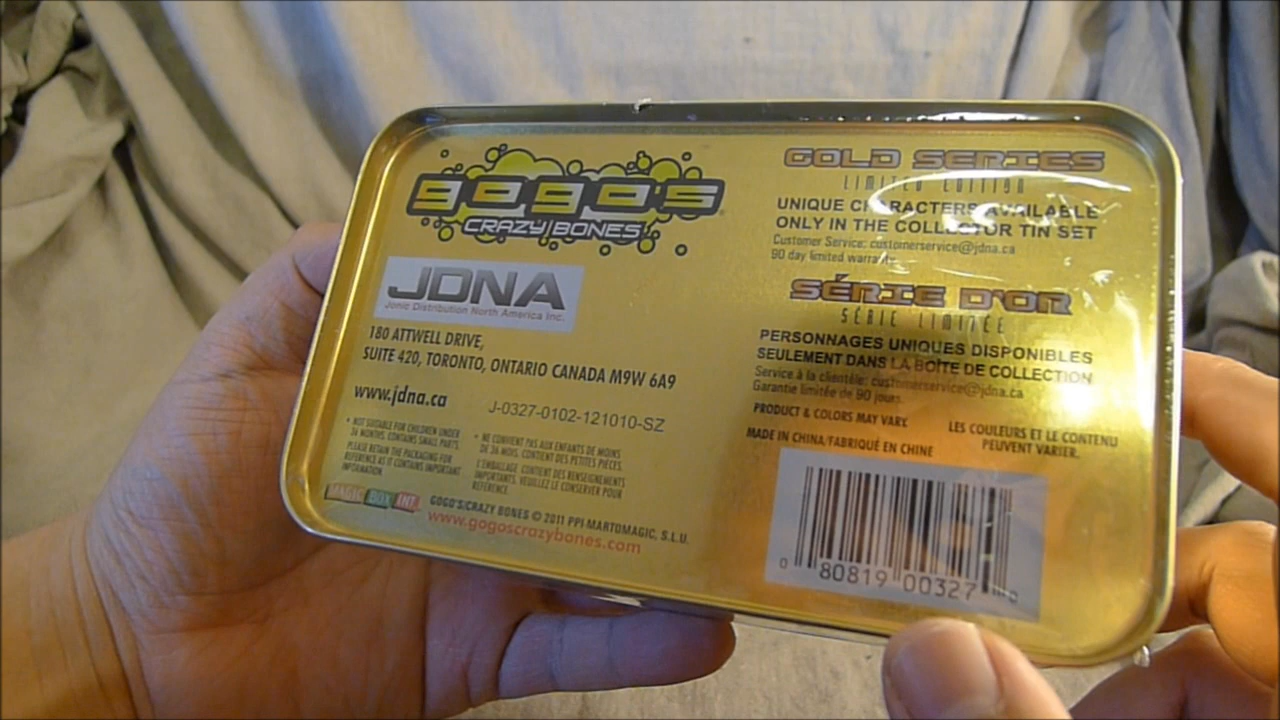 gogo's
CRAZY BONES
JDNA
Jonic Distribution North America Inc.
180 ATTWELL DRIVE,
SUITE 420, TORONTO, ONTARIO CANADA M9W 6A9
www.jdna.ca
J-0327-0102-121010-SZ
• NOT SUITABLE FOR CHILDREN UNDER
36 MONTHS. CONTAINS SMALL PARTS.
PLEASE RETAIN THE PACKAGING FOR
REFERENCE AS IT CONTAINS IMPORTANT
INFORMATION
• NE CONVIENT PAS AUX ENFANTS DE MOINS
DE 36 MOIS. CONTIENT DES PETITES PIÈCES.
L'EMBALLAGE CONTIENT DES RENSEIGNEMENTS
IMPORTANTS. VEUILLEZ LE CONSERVER POUR
REFERENCE.
MAGIC BOX INT.
GOGO'S/CRAZY BONES © 2011 PPI-MARTOMAGIC, S.L.U.
www.gogoscrazybones.com
GOLD SERIES
LIMITED EDITION
UNIQUE CHARACTERS AVAILABLE
ONLY IN THE COLLECTOR TIN SET
Customer Service: customerservice@jdna.ca
90 day limited warranty
SÉRIE D'OR
SÉRIE LIMITÉE
PERSONNAGES UNIQUES DISPONIBLES
SEULEMENT DANS LA BOÎTE DE COLLECTION
Service à la clientèle: customerservice@jdna.ca
Garantie limitée de 90 jours.
PRODUCT & COLORS MAY VARY.
LES COULEURS ET LE CONTENU
PEUVENT VARIER.
MADE IN CHINA/FABRIQUÉ EN CHINE
0 80819 00327 0